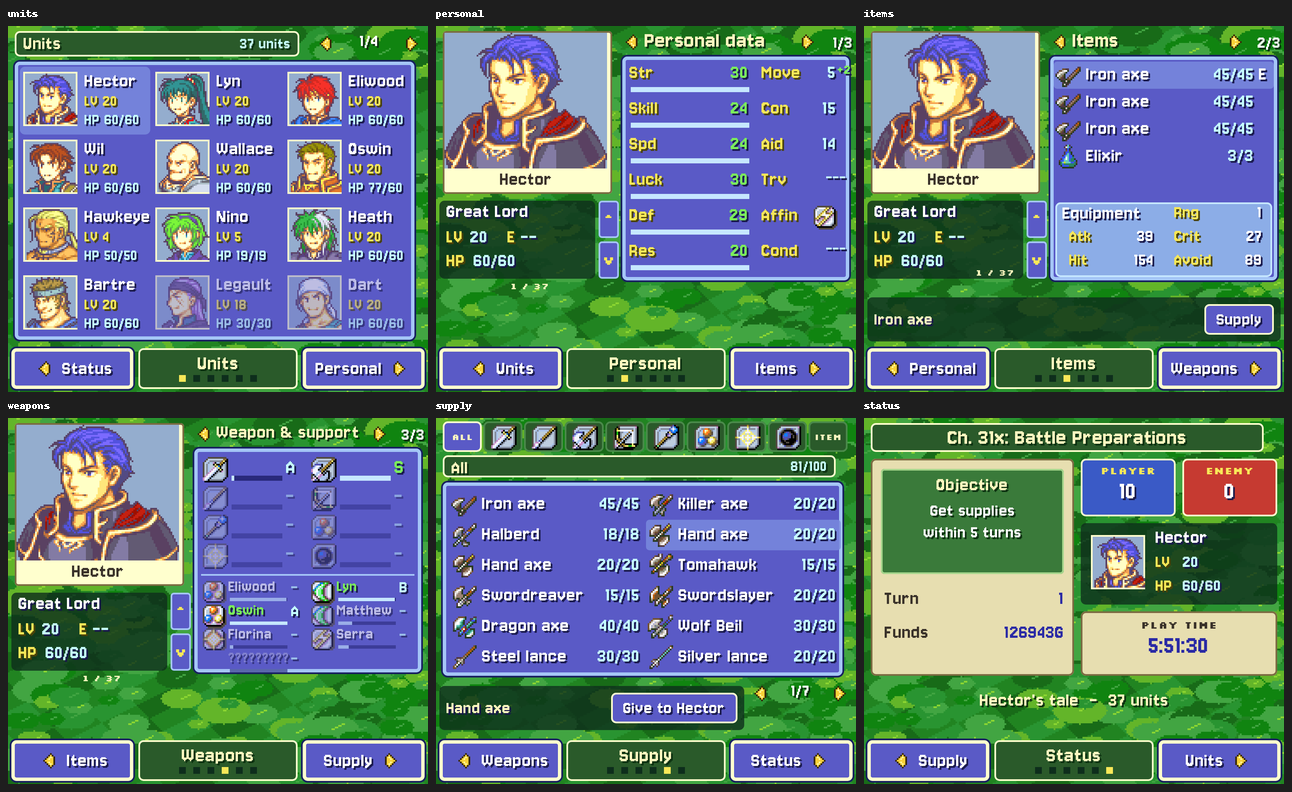 units
Units 37 units 1/4
Hector
LV 20
HP 60/60
Lyn
LV 20
HP 60/60
Eliwood
LV 20
HP 60/60
Wil
LV 20
HP 60/60
Wallace
LV 20
HP 60/60
Oswin
LV 20
HP 77/60
Hawkeye
LV 4
HP 50/50
Nino
LV 5
HP 19/19
Heath
LV 20
HP 60/60
Bartre
LV 20
HP 60/60
Legault
LV 18
HP 30/30
Dart
LV 20
HP 60/60
Status
Units
Personal
personal
Personal data 1/3
Hector
Great Lord
LV 20 E --
HP 60/60
1 / 37
Str 30 Move 5+2
Skill 24 Con 15
Spd 24 Aid 14
Luck 30 Trv ---
Def 29 Affin
Res 20 Cond ---
Units
Personal
Items
items
Items 2/3
Hector
Great Lord
LV 20 E --
HP 60/60
1 / 37
Iron axe 45/45 E
Iron axe 45/45
Iron axe 45/45
Elixir 3/3
Equipment Rng 1
Atk 39 Crit 27
Hit 154 Avoid 89
Iron axe
Supply
Personal
Items
Weapons
weapons
Weapon & support 3/3
Hector
Great Lord
LV 20 E --
HP 60/60
1 / 37
A S
- -
- -
- -
Eliwood - Lyn B
Oswin A Matthew -
Florina - Serra -
?????????-
Items
Weapons
Supply
supply
ALL ITEM
All 81/100
Iron axe 45/45 Killer axe 20/20
Halberd 18/18 Hand axe 20/20
Hand axe 20/20 Tomahawk 15/15
Swordreaver 15/15 Swordslayer 20/20
Dragon axe 40/40 Wolf Beil 30/30
Steel lance 30/30 Silver lance 20/20
Hand axe
Give to Hector
1/7
Weapons
Supply
Status
status
Ch. 31x: Battle Preparations
Objective
Get supplies
within 5 turns
PLAYER
10
ENEMY
0
Hector
LV 20
HP 60/60
Turn 1
Funds 126943G
PLAY TIME
5:51:30
Hector's tale - 37 units
Supply
Status
Units